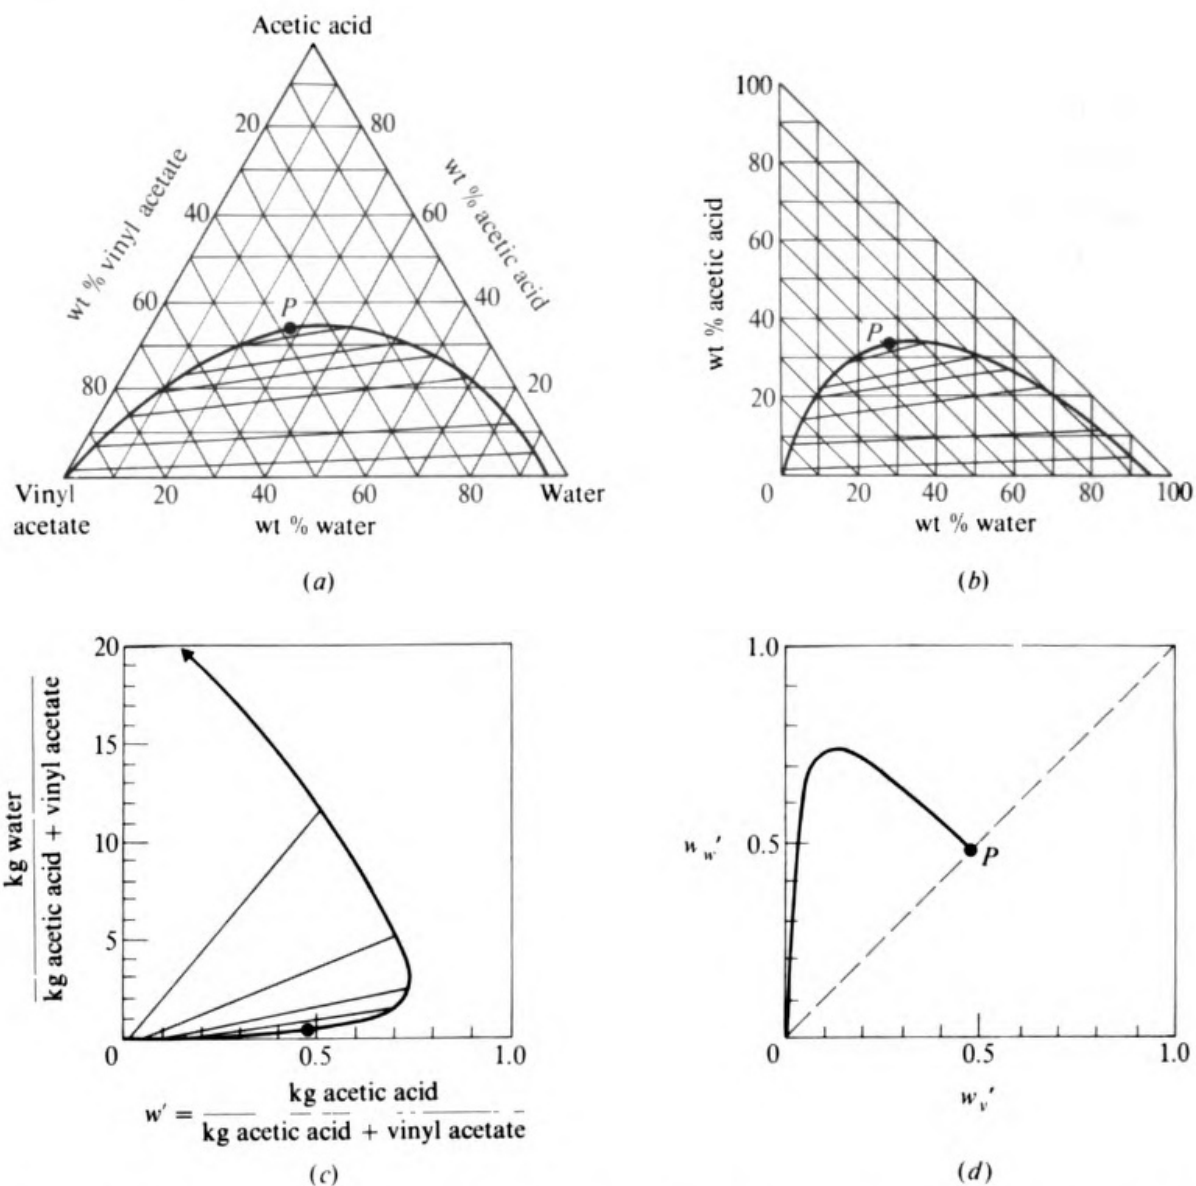 Acetic acid
20
80
wt % vinyl acetate
wt % acetic acid
40
60
60
P
40
80
20
Vinyl acetate
20
40
60
80
Water
wt % water
(a)
100
80
60
40
20
0
wt % acetic acid
P
20
40
60
80
100
wt % water
(b)
20
15
10
5
0
kg water
kg acetic acid + vinyl acetate
0.5
1.0
w' =
kg acetic acid
kg acetic acid + vinyl acetate
(c)
1.0
w_w'
0.5
P
0
0.5
1.0
w_v'
(d)